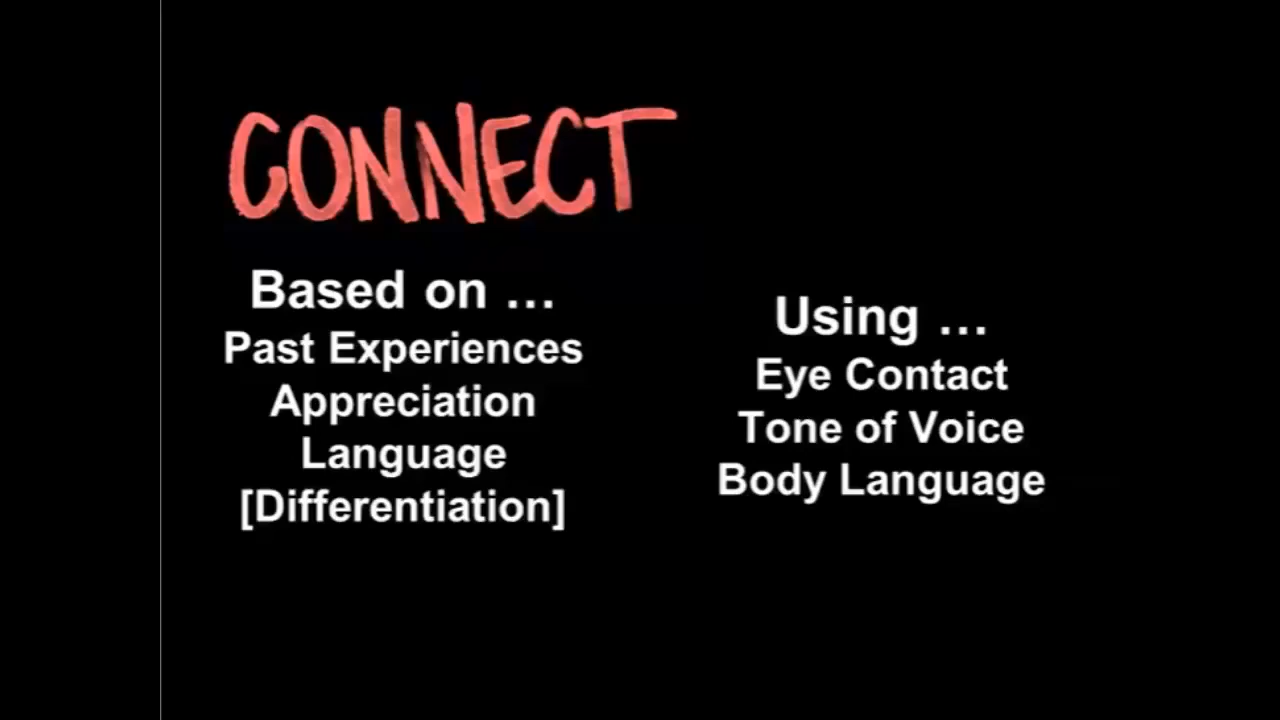 CONNECT
Based on …
Past Experiences
Appreciation
Language
[Differentiation]
Using …
Eye Contact
Tone of Voice
Body Language